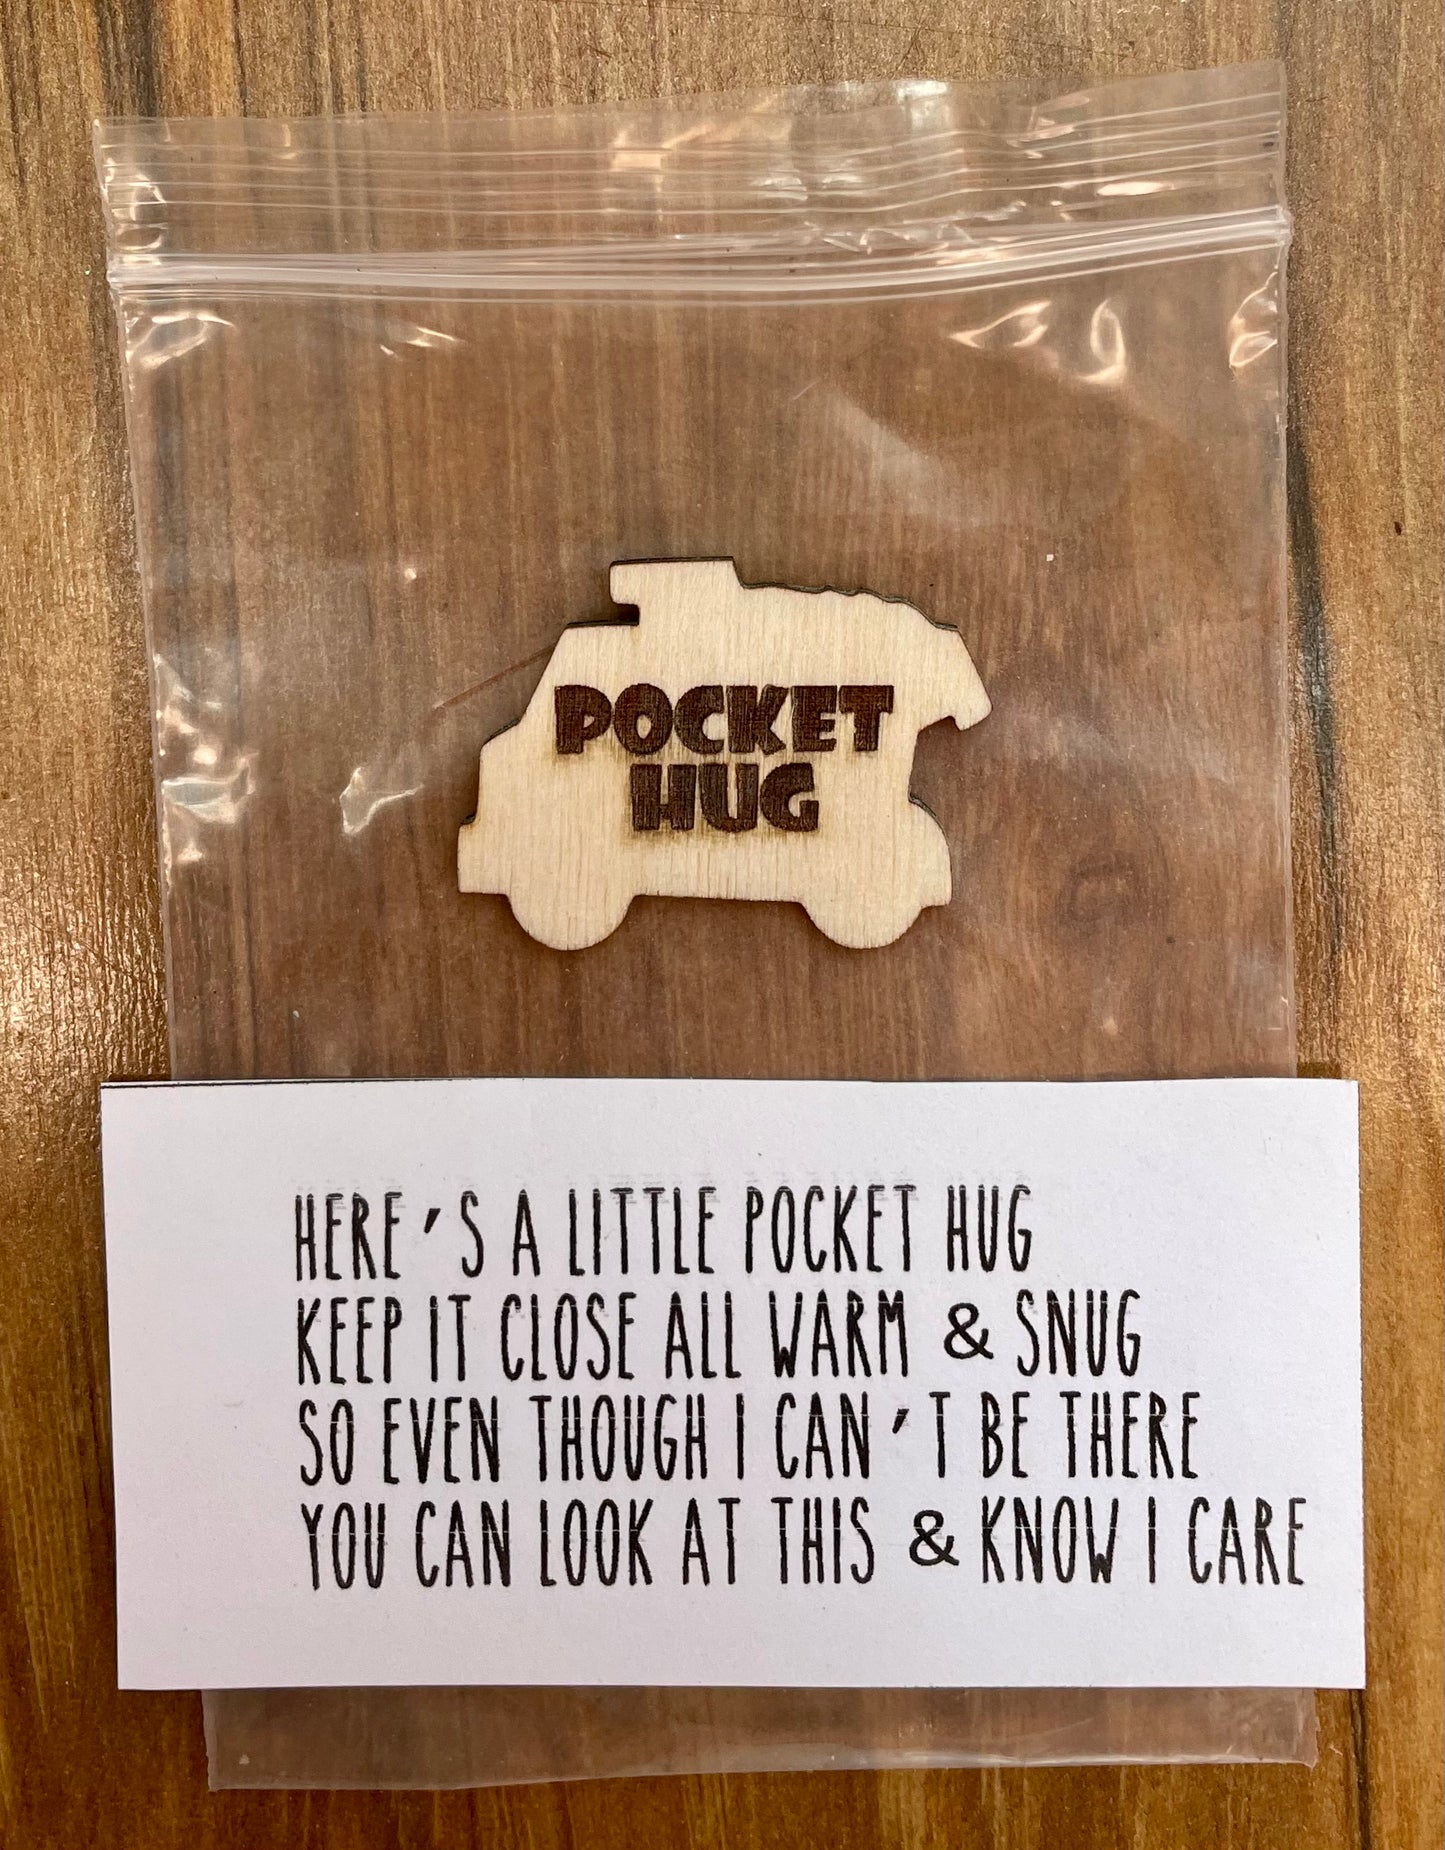 POCKET
HUG
HERE'S A LITTLE POCKET HUG
KEEP IT CLOSE ALL WARM & SNUG
SO EVEN THOUGH I CAN'T BE THERE
YOU CAN LOOK AT THIS & KNOW I CARE